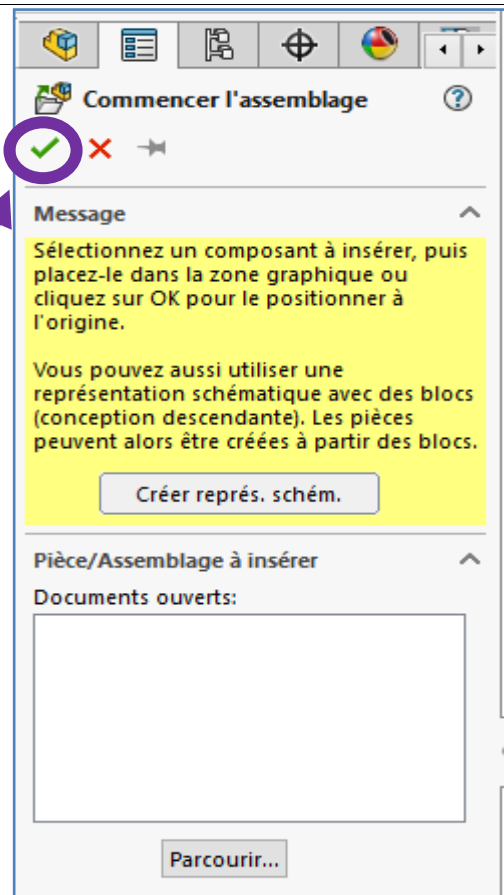 Commencer l'assemblage
Message
Sélectionnez un composant à insérer, puis
placez-le dans la zone graphique ou
cliquez sur OK pour le positionner à
l'origine.
Vous pouvez aussi utiliser une
représentation schématique avec des blocs
(conception descendante). Les pièces
peuvent alors être créées à partir des blocs.
Créer représ. schém.
Pièce/Assemblage à insérer
Documents ouverts:
Parcourir...